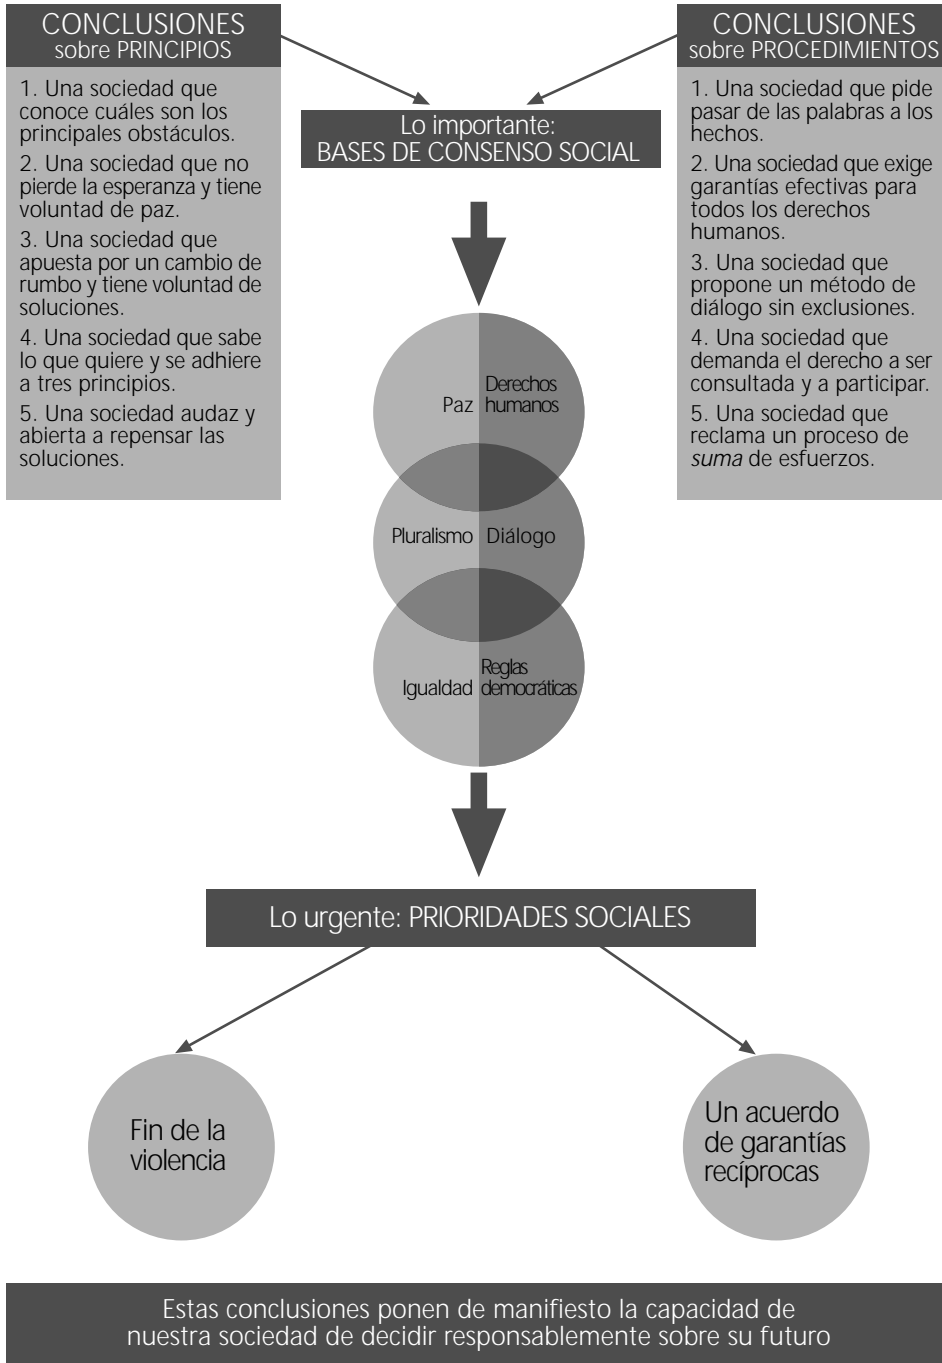 CONCLUSIONES
sobre PRINCIPIOS
1. Una sociedad que
conoce cuáles son los
principales obstáculos.
2. Una sociedad que no
pierde la esperanza y tiene
voluntad de paz.
3. Una sociedad que
apuesta por un cambio de
rumbo y tiene voluntad de
soluciones.
4. Una sociedad que sabe
lo que quiere y se adhiere
a tres principios.
5. Una sociedad audaz y
abierta a repensar las
soluciones.
CONCLUSIONES
sobre PROCEDIMIENTOS
1. Una sociedad que pide
pasar de las palabras a los
hechos.
2. Una sociedad que exige
garantías efectivas para
todos los derechos
humanos.
3. Una sociedad que
propone un método de
diálogo sin exclusiones.
4. Una sociedad que
demanda el derecho a ser
consultada y a participar.
5. Una sociedad que
reclama un proceso de
suma de esfuerzos.
Lo importante:
BASES DE CONSENSO SOCIAL
Paz
Derechos
humanos
Pluralismo
Diálogo
Igualdad
Reglas
democráticas
Lo urgente: PRIORIDADES SOCIALES
Fin de la
violencia
Un acuerdo
de garantías
recíprocas
Estas conclusiones ponen de manifiesto la capacidad de
nuestra sociedad de decidir responsablemente sobre su futuro